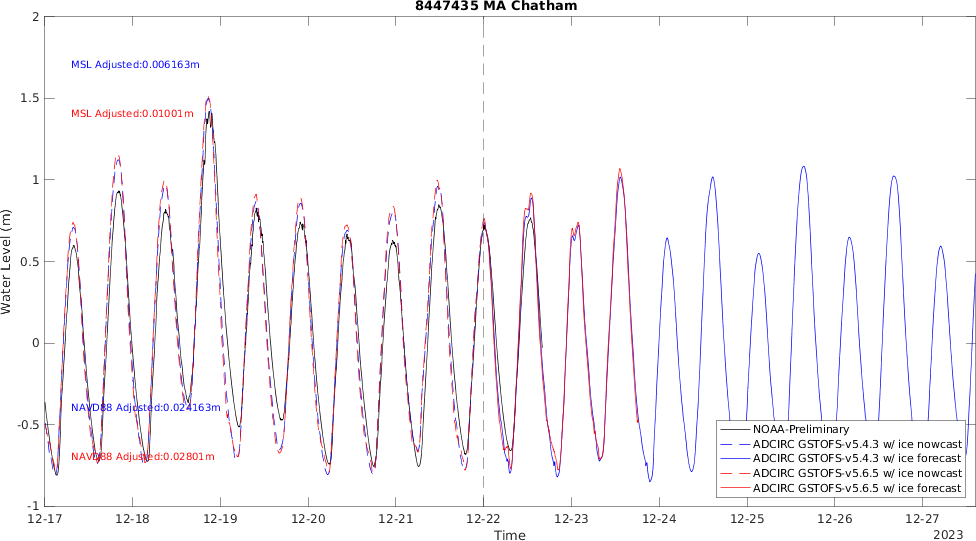 8447435 MA Chatham
2
1.5
1
0.5
0
-0.5
-1
Water Level (m)
MSL Adjusted:0.006163m
MSL Adjusted:0.01001m
NAVD88 Adjusted:0.024163m
NAVD88 Adjusted:0.02801m
NOAA-Preliminary
ADCIRC GSTOFS-v5.4.3 w/ ice nowcast
ADCIRC GSTOFS-v5.4.3 w/ ice forecast
ADCIRC GSTOFS-v5.6.5 w/ ice nowcast
ADCIRC GSTOFS-v5.6.5 w/ ice forecast
12-17 12-18 12-19 12-20 12-21 12-22 12-23 12-24 12-25 12-26 12-27
Time
2023